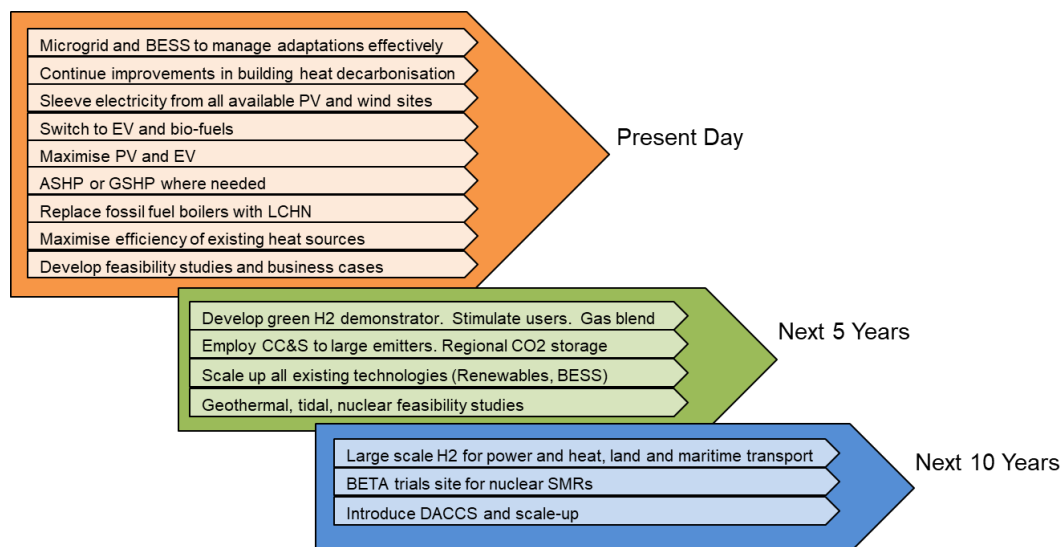 Microgrid and BESS to manage adaptations effectively
Continue improvements in building heat decarbonisation
Sleeve electricity from all available PV and wind sites
Switch to EV and bio-fuels
Maximise PV and EV
ASHP or GSHP where needed
Replace fossil fuel boilers with LCHN
Maximise efficiency of existing heat sources
Develop feasibility studies and business cases
Present Day
Develop green H2 demonstrator.  Stimulate users.  Gas blend
Employ CC&S to large emitters. Regional CO2 storage
Scale up all existing technologies (Renewables, BESS)
Geothermal, tidal, nuclear feasibility studies
Next 5 Years
Large scale H2 for power and heat, land and maritime transport
BETA trials site for nuclear SMRs
Introduce DACCS and scale-up
Next 10 Years